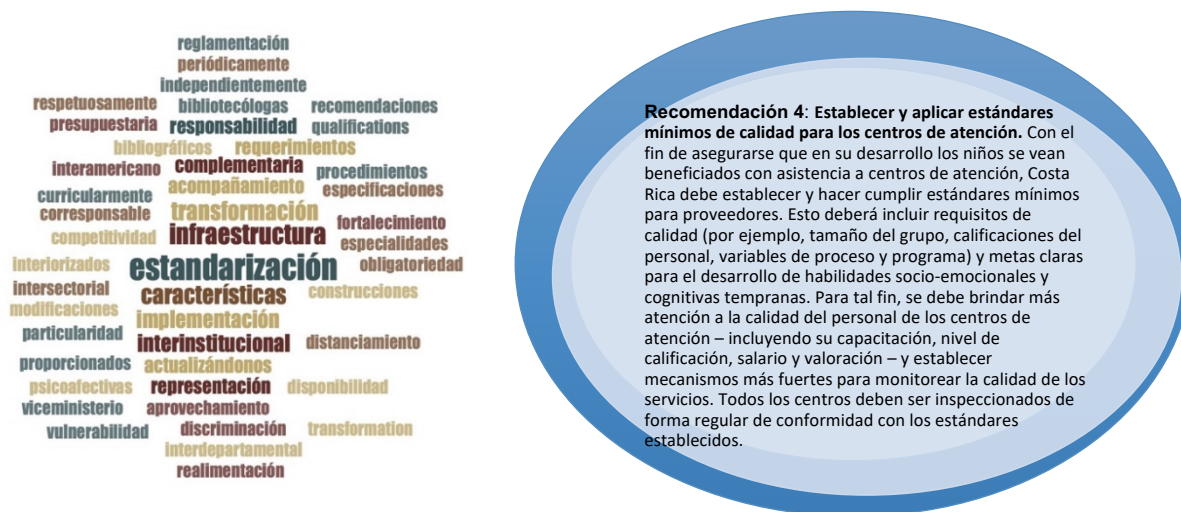 reglamentación
periódicamente
independientemente
respetuosamente bibliotecólogas recomendaciones
presupuestaria responsabilidad qualifications
bibliográficos requerimientos
interamericano complementaria procedimientos
curricularmente acompañamiento especificaciones
corresponsable transformación fortalecimiento
competitividad infraestructura especialidades
interiorizados estandarización obligatoriedad
intersectorial características construcciones
modificaciones implementación
particularidad interinstitucional distanciamiento
proporcionados actualizándonos
psicoafectivas representación disponibilidad
viceministerio aprovechamiento
vulnerabilidad discriminación transformation
interdepartamental
realimentación
Recomendación 4: Establecer y aplicar estándares
mínimos de calidad para los centros de atención. Con el
fin de asegurarse que en su desarrollo los niños se vean
beneficiados con asistencia a centros de atención, Costa
Rica debe establecer y hacer cumplir estándares mínimos
para proveedores. Esto deberá incluir requisitos de
calidad (por ejemplo, tamaño del grupo, calificaciones del
personal, variables de proceso y programa) y metas claras
para el desarrollo de habilidades socio-emocionales y
cognitivas tempranas. Para tal fin, se debe brindar más
atención a la calidad del personal de los centros de
atención – incluyendo su capacitación, nivel de
calificación, salario y valoración – y establecer
mecanismos más fuertes para monitorear la calidad de los
servicios. Todos los centros deben ser inspeccionados de
forma regular de conformidad con los estándares
establecidos.